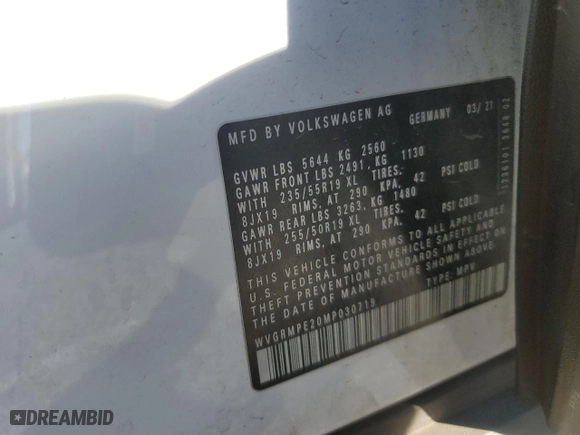 MFD BY VOLKSWAGEN AG GERMANY 03/21
GVWR LBS 5644 KG 2560
GAWR FRONT LBS 2491, KG 1130
WITH 235/55R19 XL TIRES,
8JX19 RIMS, AT 290 KPA, 42 PSI COLD
GAWR REAR LBS 3263, KG 1480
WITH 255/50R19 XL TIRES,
8JX19 RIMS, AT 290 KPA, 42 PSI COLD
THIS VEHICLE CONFORMS TO ALL APPLICABLE
U.S. FEDERAL MOTOR VEHICLE SAFETY AND
THEFT PREVENTION STANDARDS IN EFFECT ON
THE DATE OF MANUFACTURE SHOWN ABOVE.
WVGRMPE20MP030719 TYPE: MPV
DREAMBID